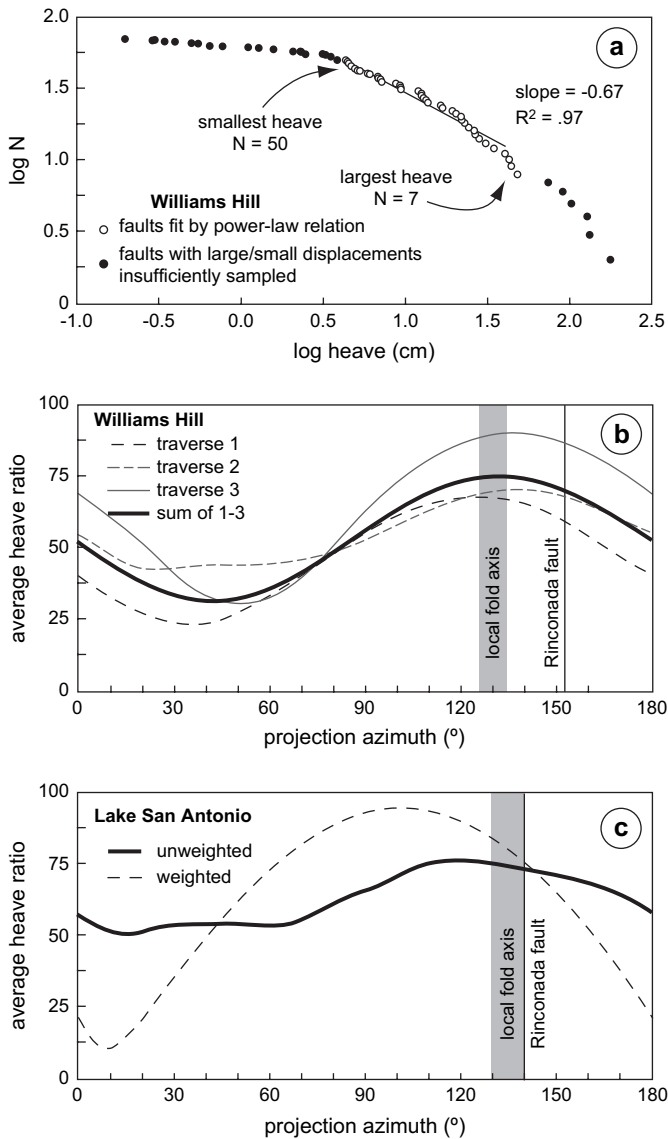 2.0
1.5
1.0
0.5
0
log N
a
slope = -0.67
R² = .97
smallest heave
N = 50
largest heave
N = 7
Williams Hill
faults fit by power-law relation
faults with large/small displacements
insufficiently sampled
-1.0 -0.5 0.0 0.5 1.0 1.5 2.0 2.5
log heave (cm)
100
75
50
25
0
average heave ratio
b
Williams Hill
traverse 1
traverse 2
traverse 3
sum of 1-3
local fold axis
Rinconada fault
0 30 60 90 120 150 180
projection azimuth (º)
100
75
50
25
0
average heave ratio
c
Lake San Antonio
unweighted
weighted
local fold axis
Rinconada fault
0 30 60 90 120 150 180
projection azimuth (º)